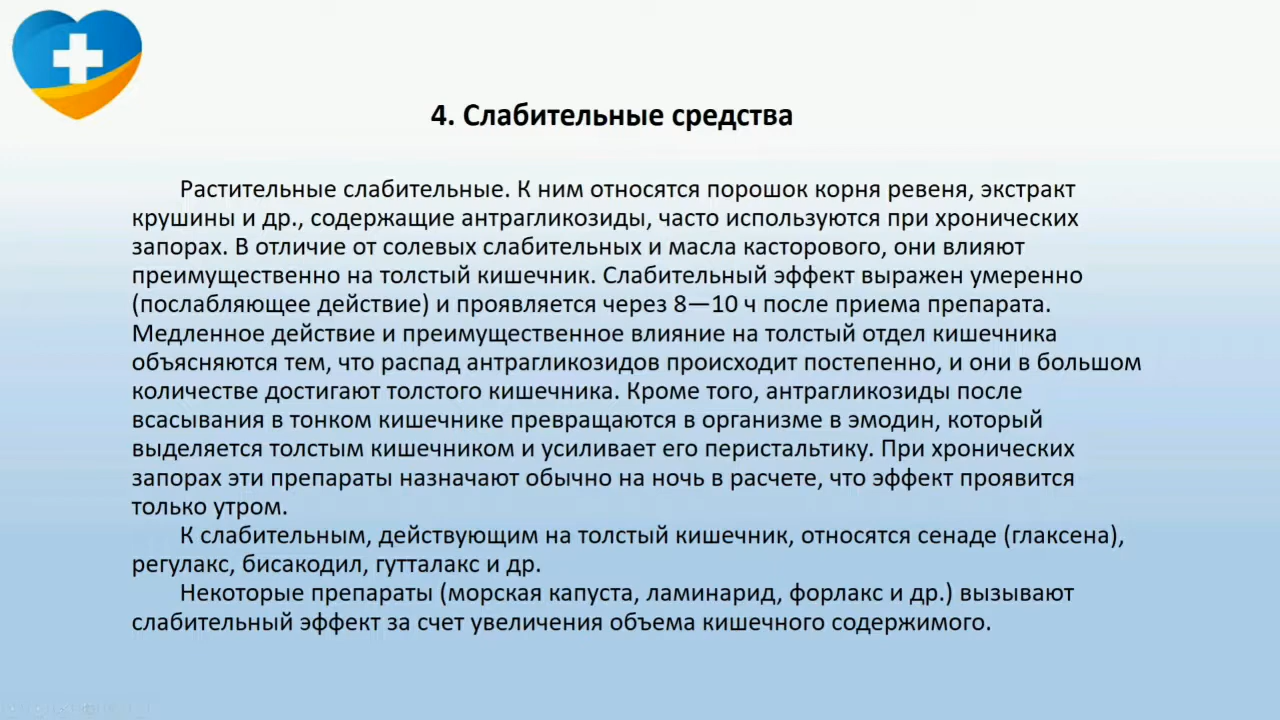 4. Слабительные средства
Растительные слабительные. К ним относятся порошок корня ревеня, экстракт
крушины и др., содержащие антрагликозиды, часто используются при хронических
запорах. В отличие от солевых слабительных и масла касторового, они влияют
преимущественно на толстый кишечник. Слабительный эффект выражен умеренно
(послабляющее действие) и проявляется через 8—10 ч после приема препарата.
Медленное действие и преимущественное влияние на толстый отдел кишечника
объясняются тем, что распад антрагликозидов происходит постепенно, и они в большом
количестве достигают толстого кишечника. Кроме того, антрагликозиды после
всасывания в тонком кишечнике превращаются в организме в эмодин, который
выделяется толстым кишечником и усиливает его перистальтику. При хронических
запорах эти препараты назначают обычно на ночь в расчете, что эффект проявится
только утром.
К слабительным, действующим на толстый кишечник, относятся сенаде (глаксена),
регулакс, бисакодил, гутталакс и др.
Некоторые препараты (морская капуста, ламинарид, форлакс и др.) вызывают
слабительный эффект за счет увеличения объема кишечного содержимого.